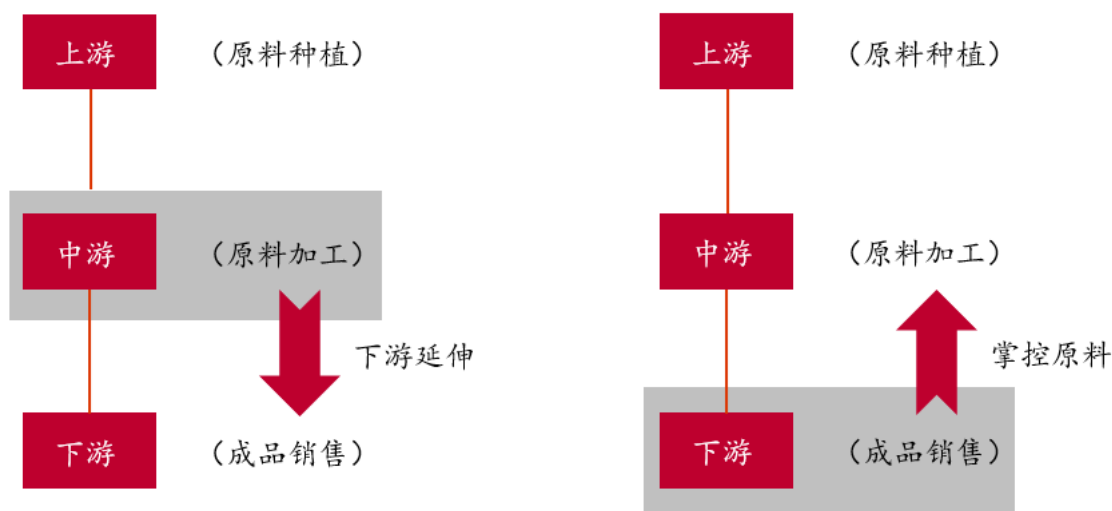 上游 （原料种植）
中游 （原料加工）
下游延伸
下游 （成品销售）
上游 （原料种植）
中游 （原料加工）
掌控原料
下游 （成品销售）